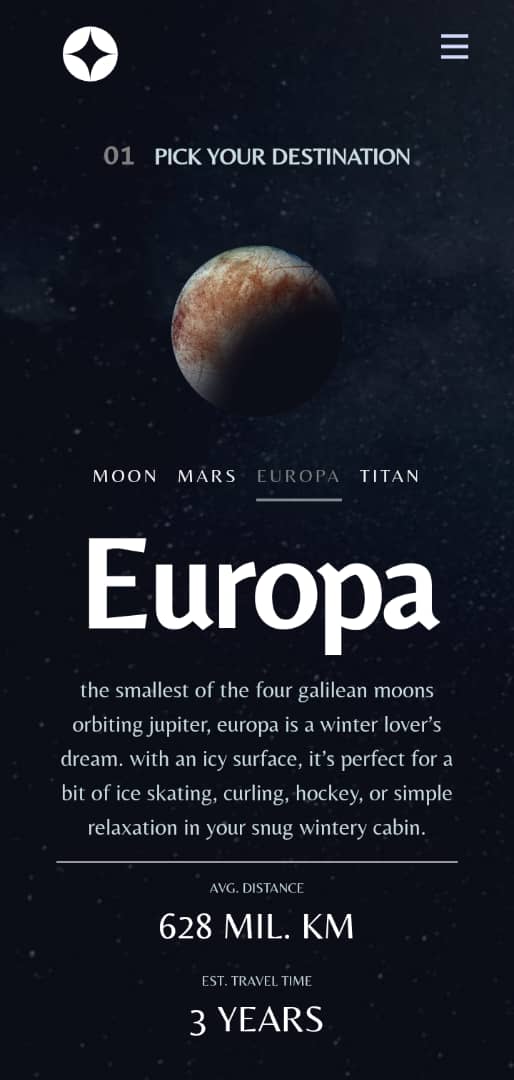 01 PICK YOUR DESTINATION
MOON MARS EUROPA TITAN
Europa
the smallest of the four galilean moons
orbiting jupiter, europa is a winter lover’s
dream. with an icy surface, it’s perfect for a
bit of ice skating, curling, hockey, or simple
relaxation in your snug wintery cabin.
AVG. DISTANCE
628 MIL. KM
EST. TRAVEL TIME
3 YEARS